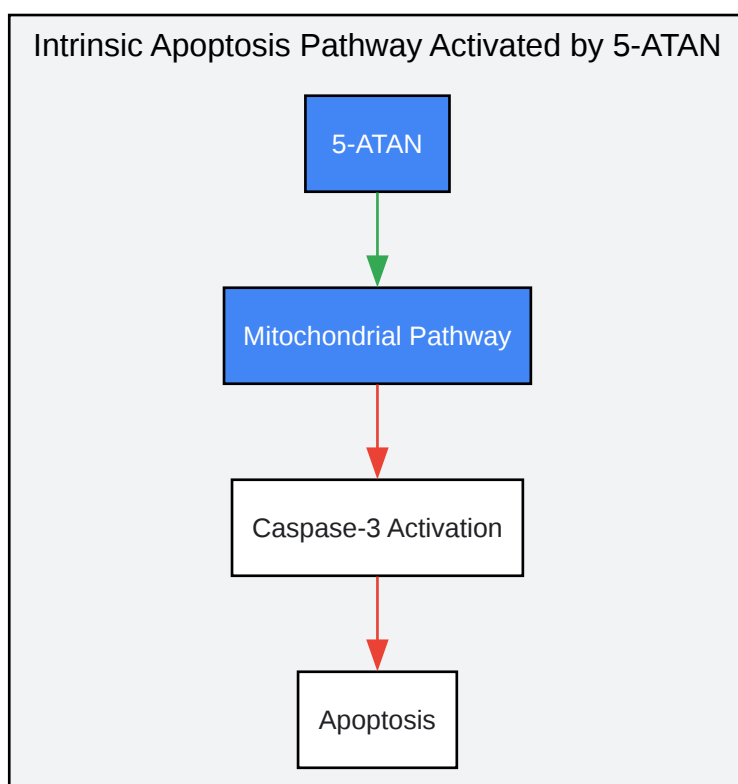 Intrinsic Apoptosis Pathway Activated by 5-ATAN
5-ATAN
Mitochondrial Pathway
Caspase-3 Activation
Apoptosis